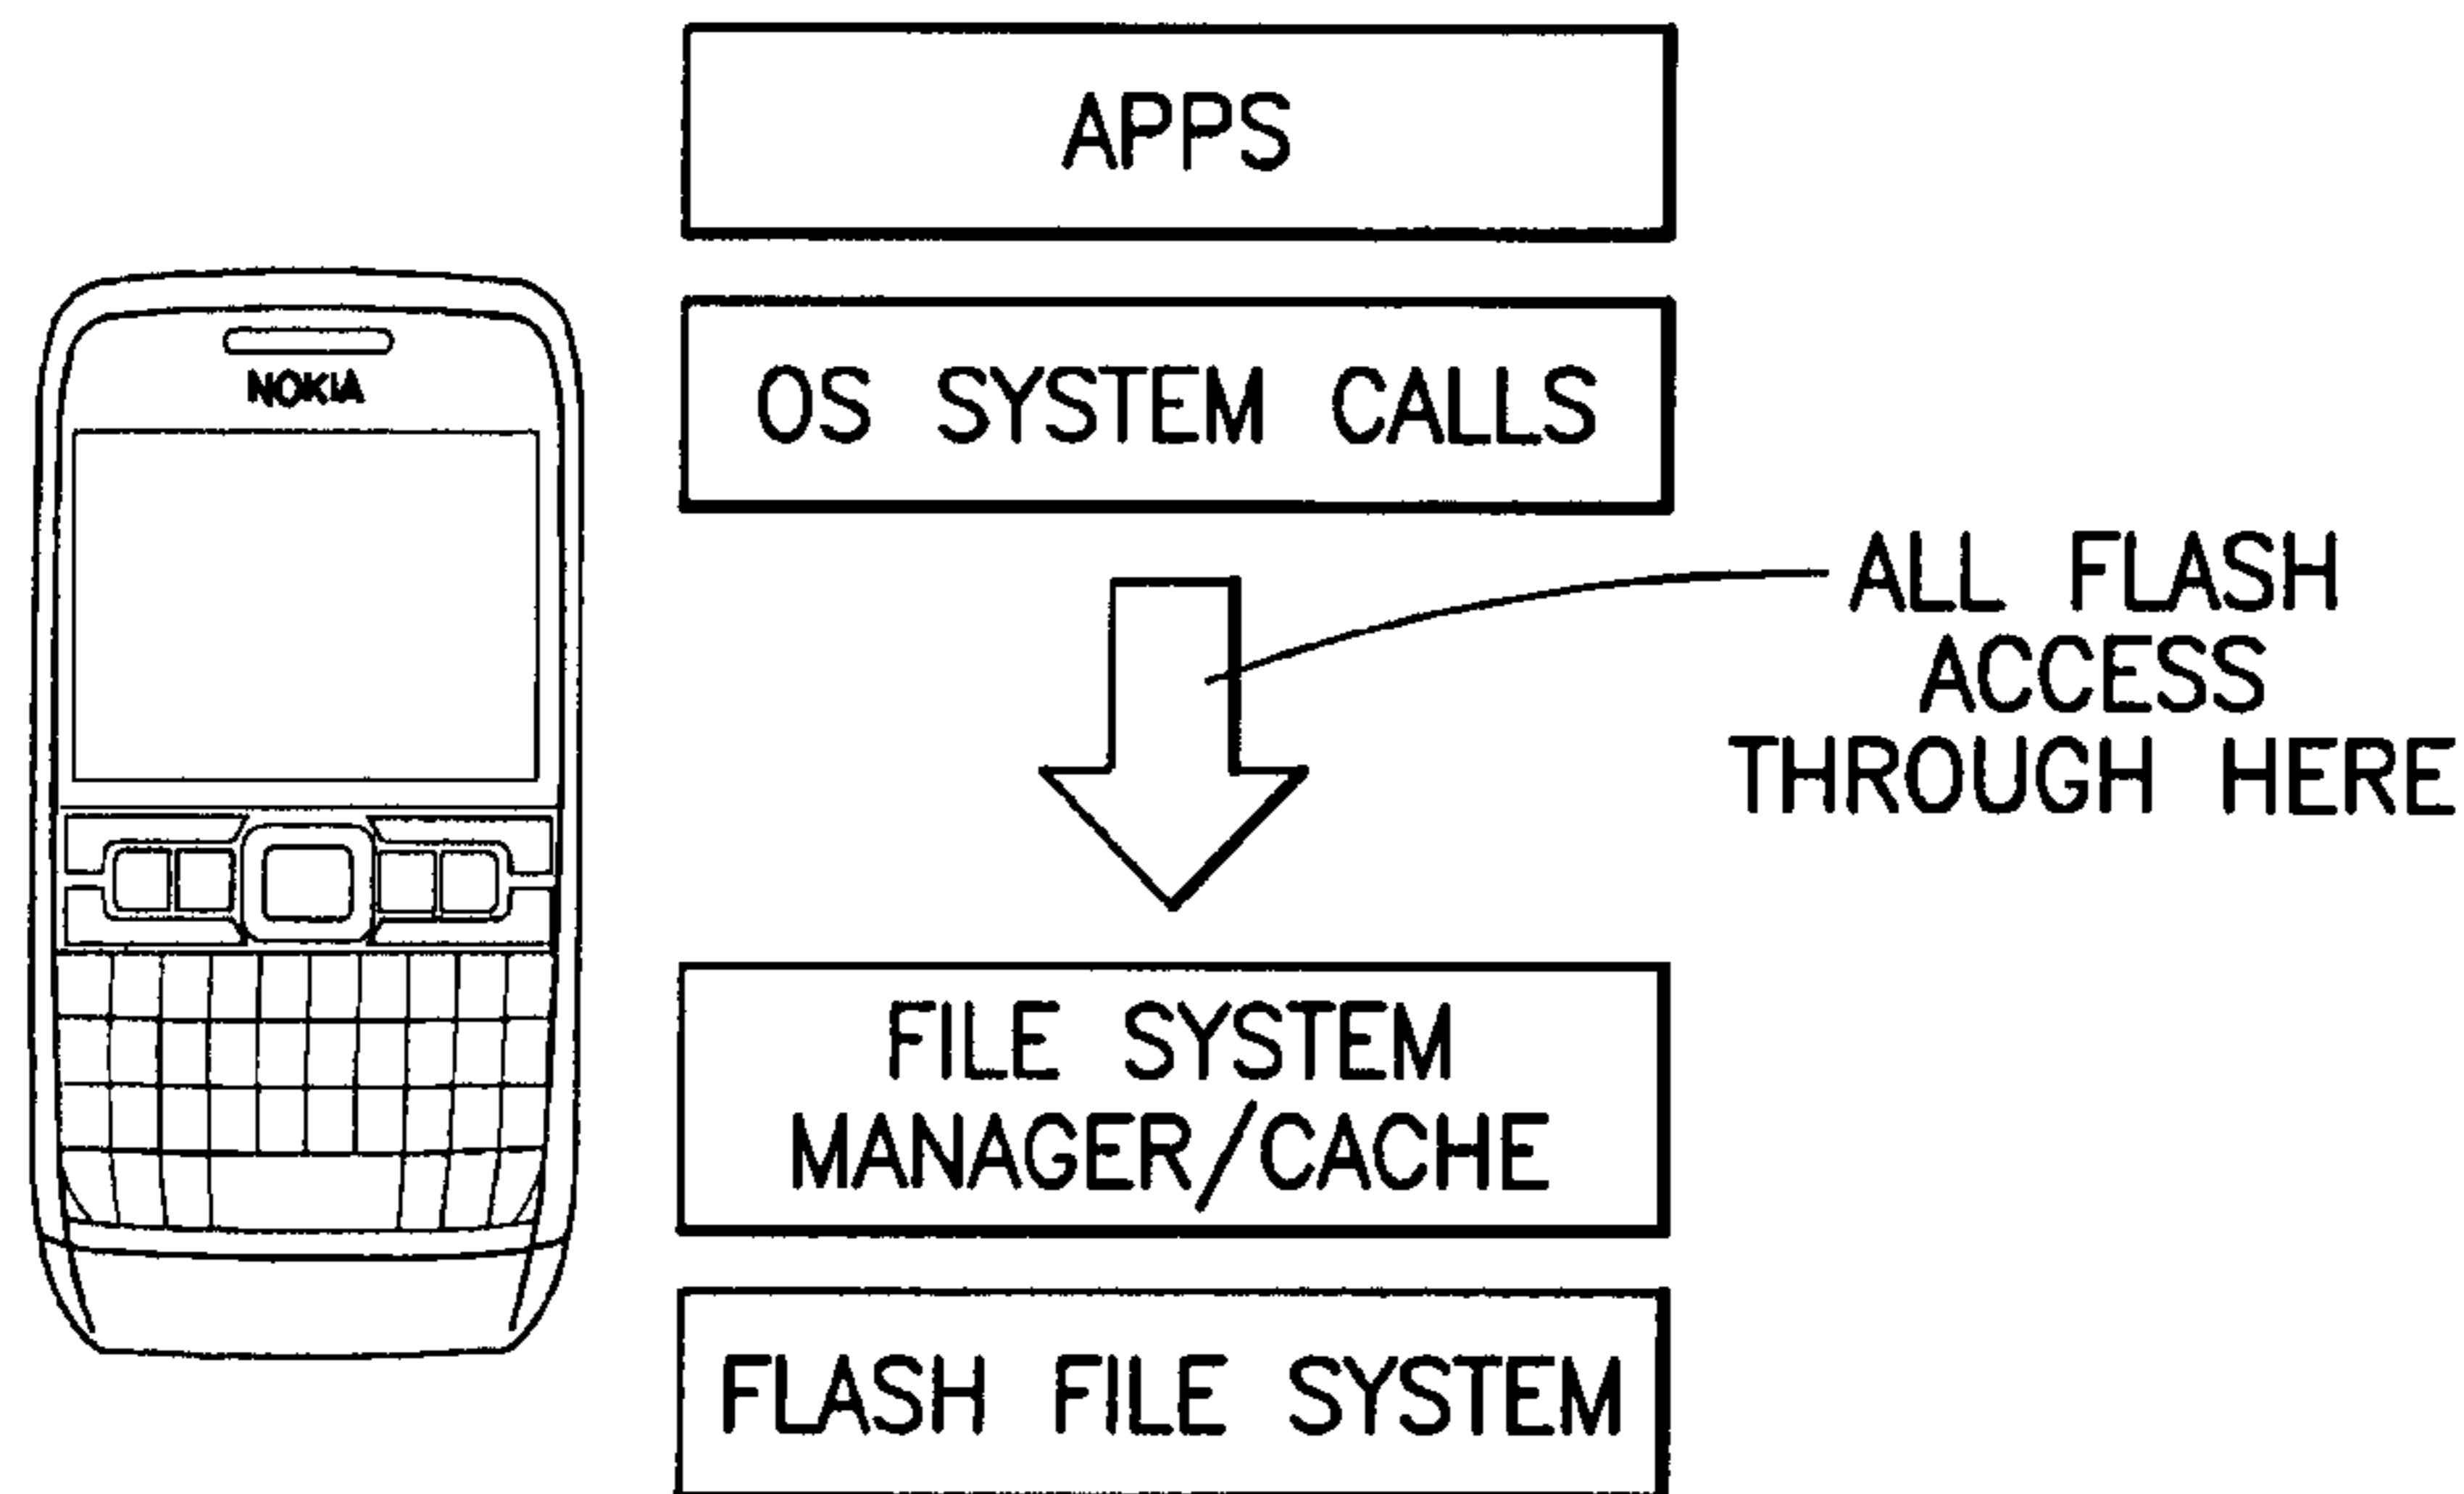 APPS
NOKIA
OS SYSTEM CALLS
ALL FLASH
ACCESS
THROUGH HERE
FILE SYSTEM
MANAGER/CACHE
FLASH FILE SYSTEM